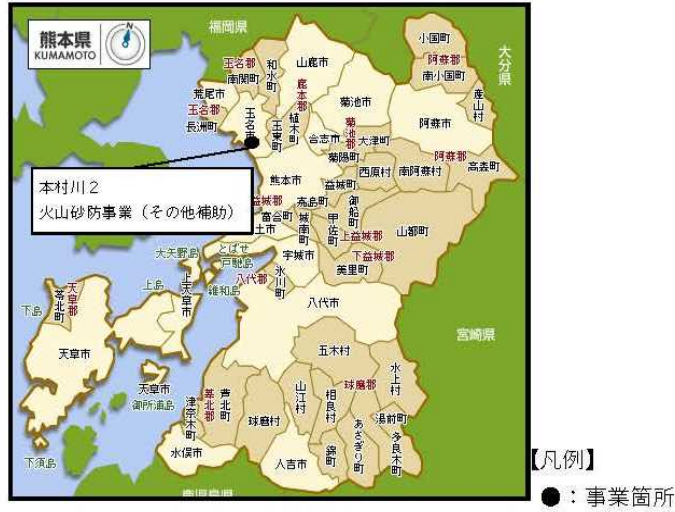 福岡県
熊本県
KUMAMOTO
N
小国町
阿蘇郡
南小国町
大分県
産山村
玉名郡
南関町
和水町
山鹿市
鹿本郡
植木町
菊池市
阿蘇市
荒尾市
玉名郡
長洲町
玉名市
玉東町
合志市
菊池郡
大津町
菊陽町
阿蘇郡
西原村
南阿蘇村
高森町
本村川2
火山砂防事業(その他補助)
熊本市
益城町
益城郡
嘉島町
御船町
富合町
城南町
甲佐町
上益城郡
山都町
土市
宇城市
下益城郡
美里町
大矢野島
とばせ
戸馳島
維和島
八代郡
氷川町
天草郡
苓北町
下島
上島
上天草市
八代市
宮崎県
天草市
天草市
御所浦島
五木村
水上村
球磨郡
山江村
相良村
湯前町
多良木町
あさぎり町
錦町
芦北町
葦北郡
津奈木町
球磨村
水俣市
人吉市
下須島
鹿児島県
【凡例】
●:事業箇所